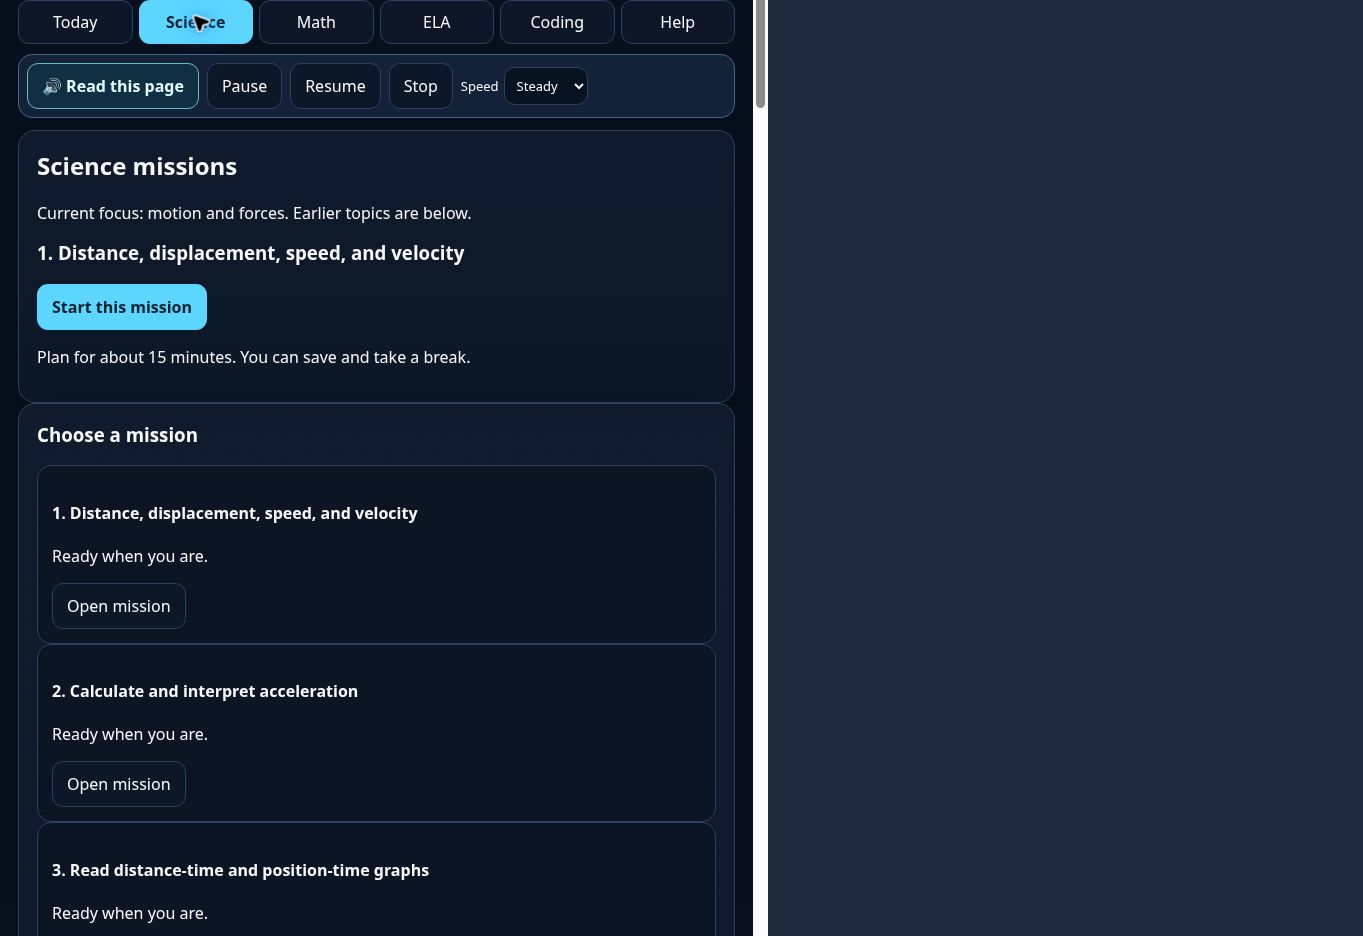 Today
Science
Math
ELA
Coding
Help
🔊 Read this page
Pause
Resume
Stop
Speed
Steady
Science missions
Current focus: motion and forces. Earlier topics are below.
1. Distance, displacement, speed, and velocity
Start this mission
Plan for about 15 minutes. You can save and take a break.
Choose a mission
1. Distance, displacement, speed, and velocity
Ready when you are.
Open mission
2. Calculate and interpret acceleration
Ready when you are.
Open mission
3. Read distance-time and position-time graphs
Ready when you are.